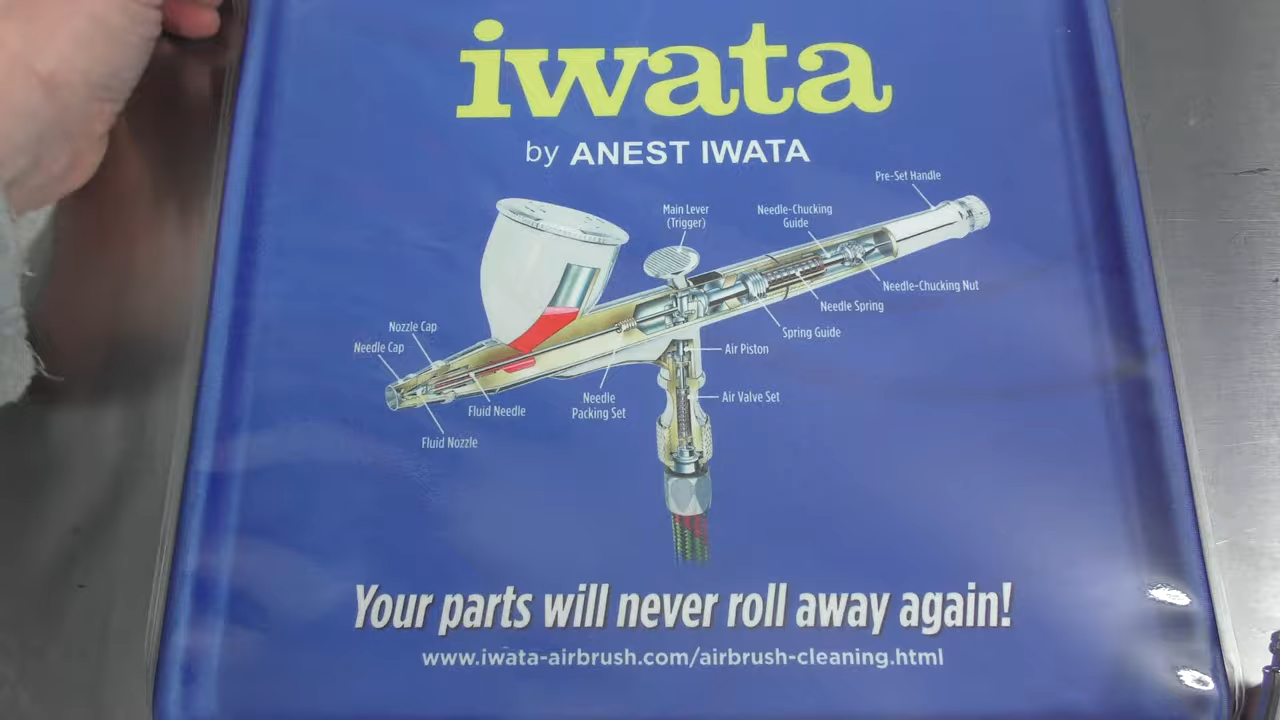 iwata
by ANEST IWATA
Pre-Set Handle
Main Lever
(Trigger)
Needle-Chucking
Guide
Needle-Chucking Nut
Needle Spring
Spring Guide
Nozzle Cap
Needle Cap
Air Piston
Air Valve Set
Needle
Packing Set
Fluid Needle
Fluid Nozzle
Your parts will never roll away again!
www.iwata-airbrush.com/airbrush-cleaning.html